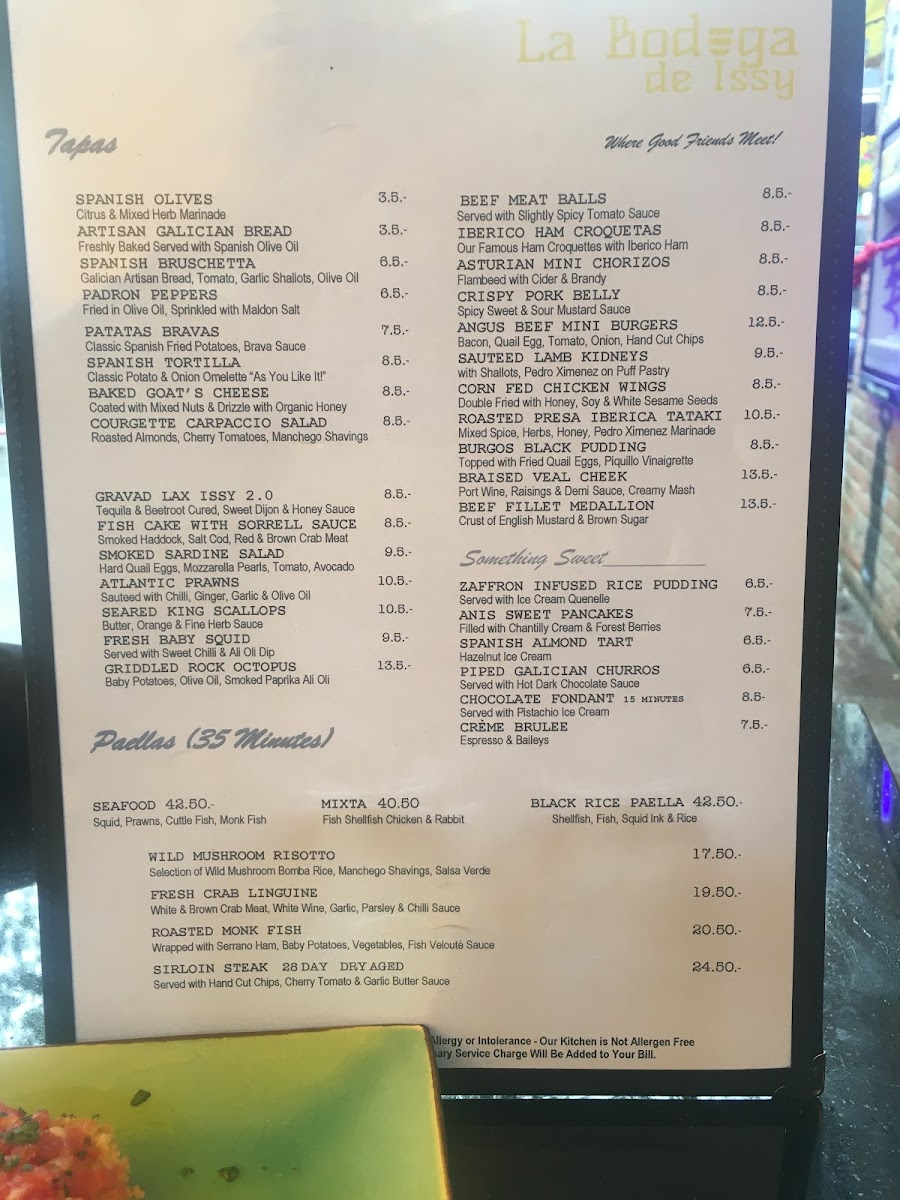 La Bodega
de Issy
Tapas
Where Good Friends Meet!
SPANISH OLIVES 3.5.-
Citrus & Mixed Herb Marinade
ARTISAN GALICIAN BREAD 3.5.-
Freshly Baked Served with Spanish Olive Oil
SPANISH BRUSCHETTA 6.5.-
Galician Artisan Bread, Tomato, Garlic Shallots, Olive Oil
PADRON PEPPERS 6.5.-
Fried in Olive Oil, Sprinkled with Maldon Salt
PATATAS BRAVAS 7.5.-
Classic Spanish Fried Potatoes, Brava Sauce
SPANISH TORTILLA 8.5.-
Classic Potato & Onion Omelette "As You Like It!"
BAKED GOAT'S CHEESE 8.5.-
Coated with Mixed Nuts & Drizzle with Organic Honey
COURGETTE CARPACCIO SALAD 8.5.-
Roasted Almonds, Cherry Tomatoes, Manchego Shavings
GRAVAD LAX ISSY 2.0 8.5.-
Tequila & Beetroot Cured, Sweet Dijon & Honey Sauce
FISH CAKE WITH SORRELL SAUCE 8.5.-
Smoked Haddock, Salt Cod, Red & Brown Crab Meat
SMOKED SARDINE SALAD 9.5.-
Hard Quail Eggs, Mozzarella Pearls, Tomato, Avocado
ATLANTIC PRAWNS 10.5.-
Sauteed with Chilli, Ginger, Garlic & Olive Oil
SEARED KING SCALLOPS 10.5.-
Butter, Orange & Fine Herb Sauce
FRESH BABY SQUID 9.5.-
Served with Sweet Chilli & Ali Oli Dip
GRIDDLED ROCK OCTOPUS 13.5.-
Baby Potatoes, Olive Oil, Smoked Paprika Ali Oli
BEEF MEAT BALLS 8.5.-
Served with Slightly Spicy Tomato Sauce
IBERICO HAM CROQUETAS 8.5.-
Our Famous Ham Croquettes with Iberico Ham
ASTURIAN MINI CHORIZOS 8.5.-
Flambeed with Cider & Brandy
CRISPY PORK BELLY 8.5.-
Spicy Sweet & Sour Mustard Sauce
ANGUS BEEF MINI BURGERS 12.5.-
Bacon, Quail Egg, Tomato, Onion, Hand Cut Chips
SAUTEED LAMB KIDNEYS 9.5.-
with Shallots, Pedro Ximenez on Puff Pastry
CORN FED CHICKEN WINGS 8.5.-
Double Fried with Honey, Soy & White Sesame Seeds
ROASTED PRESA IBERICA TATAKI 10.5.-
Mixed Spice, Herbs, Honey, Pedro Ximenez Marinade
BURGOS BLACK PUDDING 8.5.-
Topped with Fried Quail Eggs, Piquillo Vinaigrette
BRAISED VEAL CHEEK 13.5.-
Port Wine, Raisings & Demi Sauce, Creamy Mash
BEEF FILLET MEDALLION 13.5.-
Crust of English Mustard & Brown Sugar
Something Sweet
ZAFFRON INFUSED RICE PUDDING 6.5.-
Served with Ice Cream Quenelle
ANIS SWEET PANCAKES 7.5.-
Filled with Chantilly Cream & Forest Berries
SPANISH ALMOND TART 6.5.-
Hazelnut Ice Cream
PIPED GALICIAN CHURROS 6.5.-
Served with Hot Dark Chocolate Sauce
CHOCOLATE FONDANT 15 MINUTES 8.5-
Served with Pistachio Ice Cream
CRÈME BRULEE 7.5.-
Espresso & Baileys
Paellas (35 Minutes)
SEAFOOD 42.50.-
Squid, Prawns, Cuttle Fish, Monk Fish
MIXTA 40.50
Fish Shellfish Chicken & Rabbit
BLACK RICE PAELLA 42.50.-
Shellfish, Fish, Squid Ink & Rice
WILD MUSHROOM RISOTTO 17.50.-
Selection of Wild Mushroom Bomba Rice, Manchego Shavings, Salsa Verde
FRESH CRAB LINGUINE 19.50.-
White & Brown Crab Meat, White Wine, Garlic, Parsley & Chilli Sauce
ROASTED MONK FISH 20.50.-
Wrapped with Serrano Ham, Baby Potatoes, Vegetables, Fish Veloutè Sauce
SIRLOIN STEAK 28 DAY DRY AGED 24.50.-
Served with Hand Cut Chips, Cherry Tomato & Garlic Butter Sauce
Allergy or Intolerance - Our Kitchen is Not Allergen Free
Service Charge Will Be Added to Your Bill.